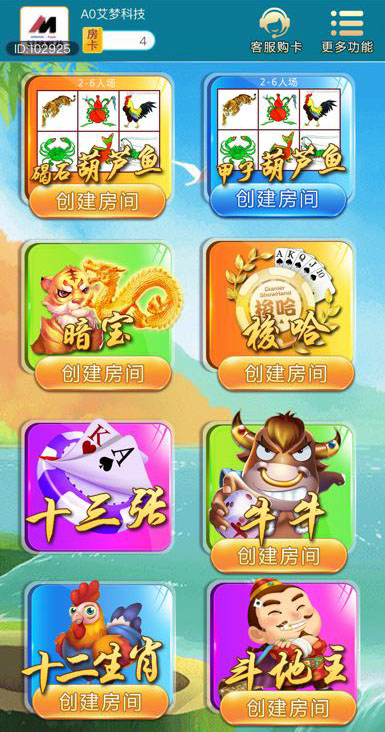 A0艾梦科技
房卡
4
ID:102925
客服购卡
更多功能
2-6人场
碣石葫芦鱼
创建房间
2-6人场
甲子葫芦鱼
创建房间
暗宝
创建房间
AKQJ10
Gunier
ShowHand
梭哈
梭哈
创建房间
K A
十三张
牛牛
创建房间
十二生肖
创建房间
斗地主
创建房间